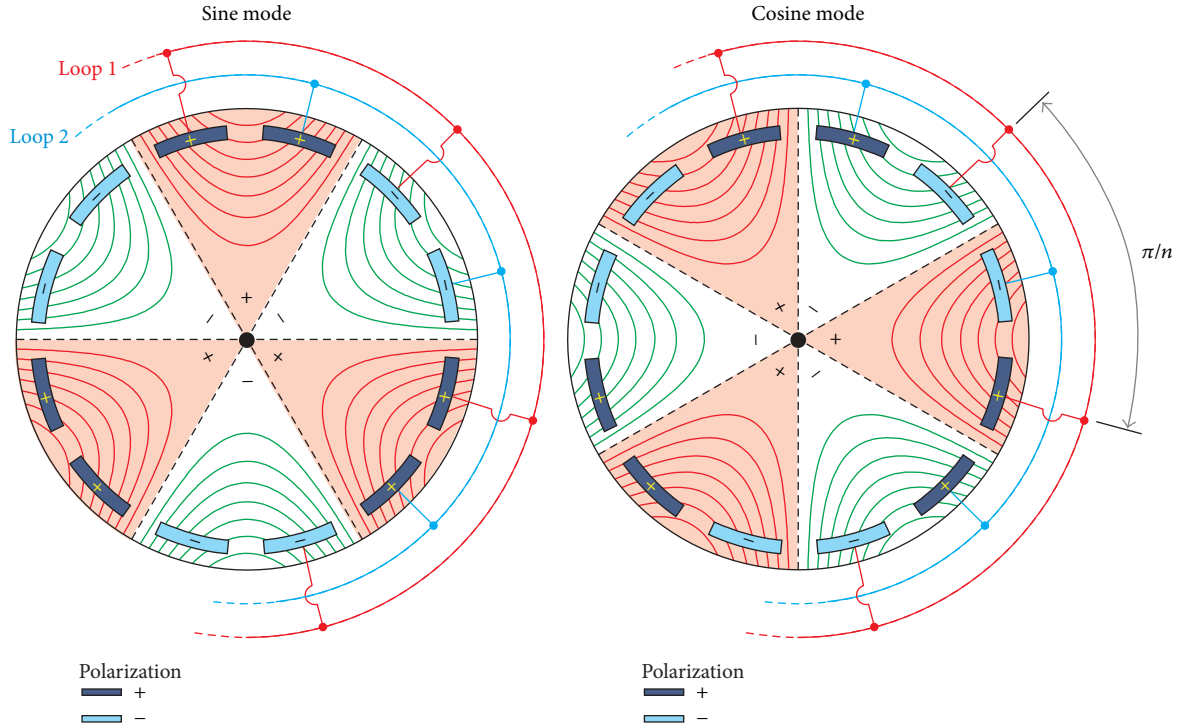 Sine mode
Cosine mode
Loop 1
Loop 2
π/n
+
−
−
+
+
−
+
−
−
+
+
−
Polarization
+
−
Polarization
+
−